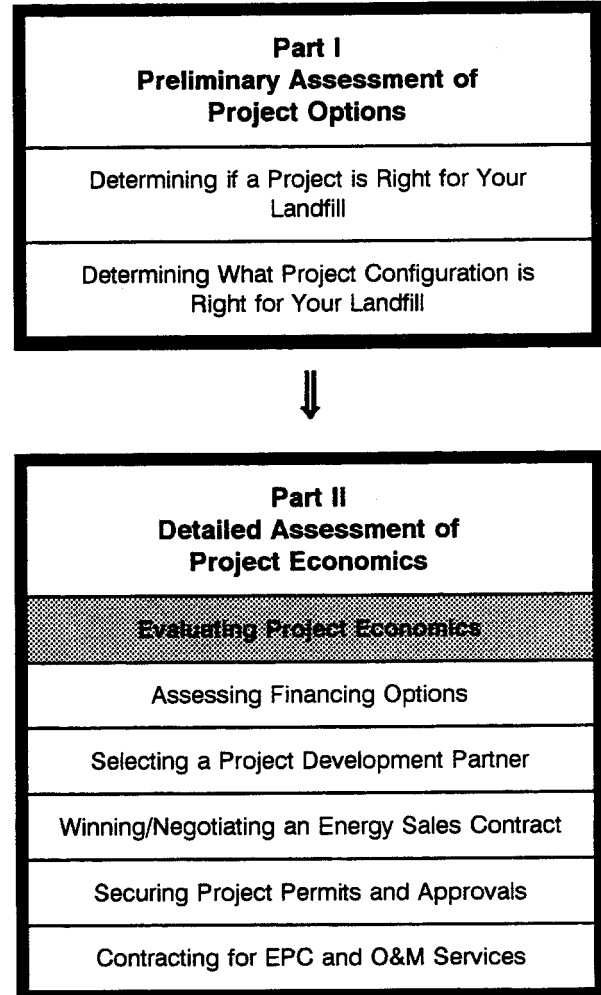 Part I
Preliminary Assessment of
Project Options
Determining if a Project is Right for Your
Landfill
Determining What Project Configuration is
Right for Your Landfill
⇓
Part II
Detailed Assessment of
Project Economics
Evaluating Project Economics
Assessing Financing Options
Selecting a Project Development Partner
Winning/Negotiating an Energy Sales Contract
Securing Project Permits and Approvals
Contracting for EPC and O&M Services